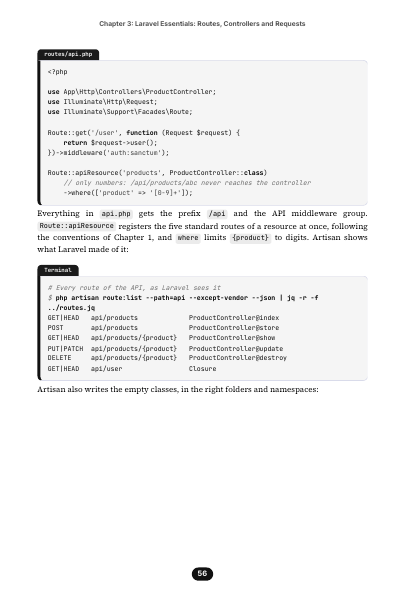 Chapter 3: Laravel Essentials: Routes, Controllers and Requests
routes/api.php
<?php
use App\Http\Controllers\ProductController;
use Illuminate\Http\Request;
use Illuminate\Support\Facades\Route;
Route::get('/user', function (Request $request) {
    return $request->user();
})->middleware('auth:sanctum');
Route::apiResource('products', ProductController::class)
    // only numbers: /api/products/abc never reaches the controller
    ->where(['product' => '[0-9]+']);
Everything in api.php gets the prefix /api and the API middleware group.
Route::apiResource registers the five standard routes of a resource at once, following
the conventions of Chapter 1, and where limits {product} to digits. Artisan shows
what Laravel made of it:
Terminal
# Every route of the API, as Laravel sees it
$ php artisan route:list --path=api --except-vendor --json | jq -r -f
../routes.jq
GET|HEAD   api/products             ProductController@index
POST       api/products             ProductController@store
GET|HEAD   api/products/{product}   ProductController@show
PUT|PATCH  api/products/{product}   ProductController@update
DELETE     api/products/{product}   ProductController@destroy
GET|HEAD   api/user                 Closure
Artisan also writes the empty classes, in the right folders and namespaces:
56